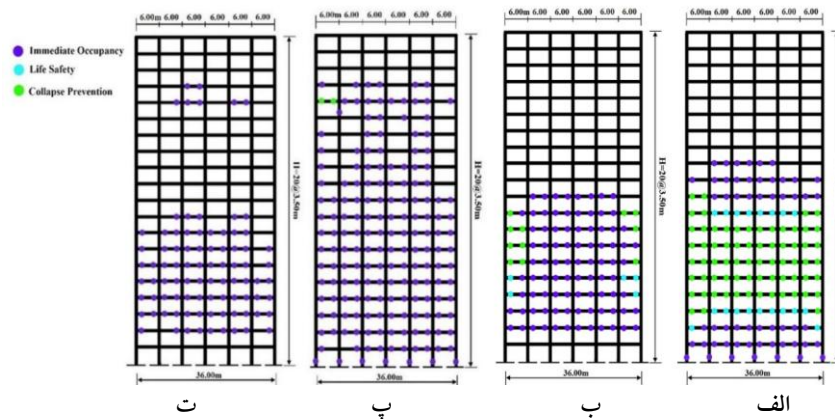 6.00m 6.00 6.00 6.00 6.00 6.00
6.00m 6.00 6.00 6.00 6.00 6.00
6.00m 6.00 6.00 6.00 6.00 6.00
6.00m 6.00 6.00 6.00 6.00 6.00
Immediate Occupancy
Life Safety
Collapse Prevention
H=20@3.50m
H=20@3.50m
H=20@3.50m
36.00m
36.00m
36.00m
36.00m
ت پ ب الف